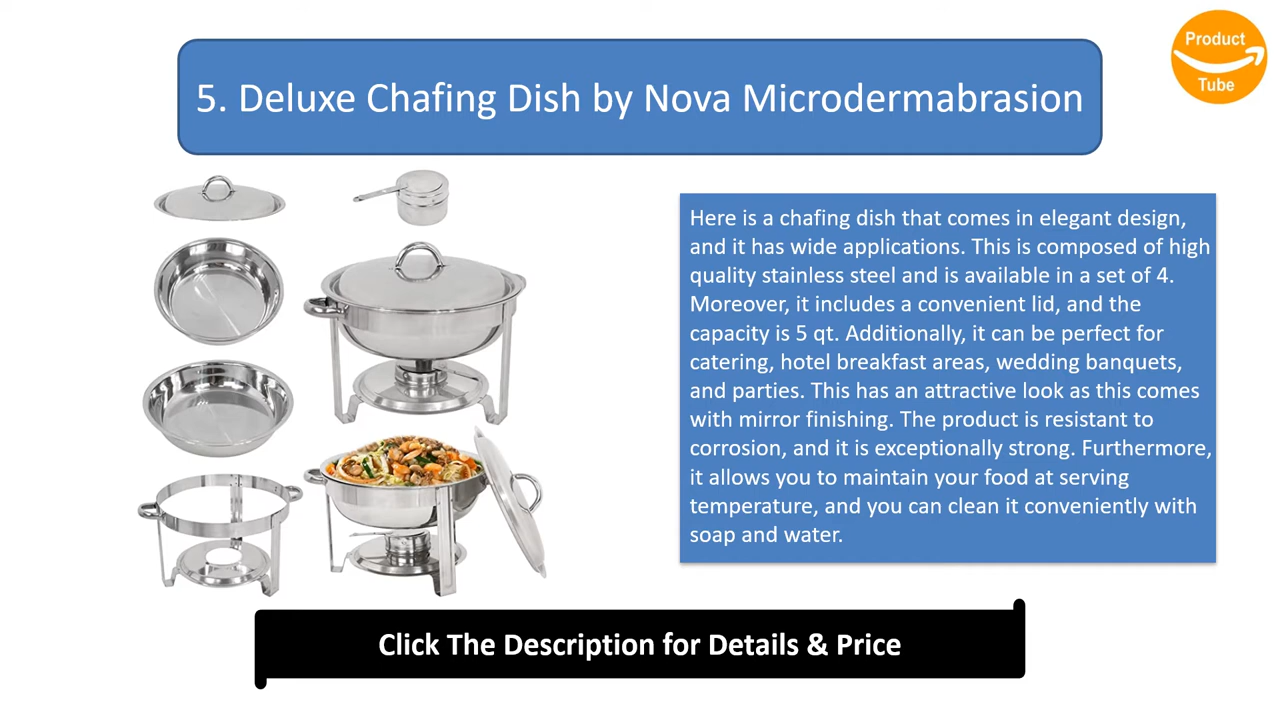 5. Deluxe Chafing Dish by Nova Microdermabrasion
Product
Tube
Here is a chafing dish that comes in elegant design,
and it has wide applications. This is composed of high
quality stainless steel and is available in a set of 4.
Moreover, it includes a convenient lid, and the
capacity is 5 qt. Additionally, it can be perfect for
catering, hotel breakfast areas, wedding banquets,
and parties. This has an attractive look as this comes
with mirror finishing. The product is resistant to
corrosion, and it is exceptionally strong. Furthermore,
it allows you to maintain your food at serving
temperature, and you can clean it conveniently with
soap and water.
Click The Description for Details & Price